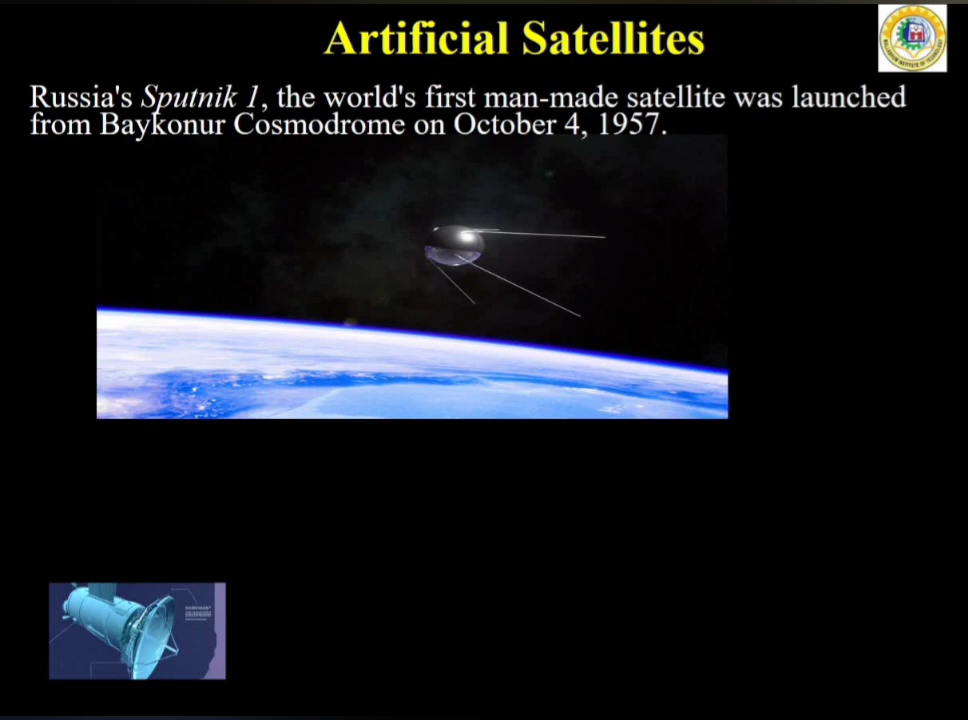 Artificial Satellites
Russia's Sputnik 1, the world's first man-made satellite was launched
from Baykonur Cosmodrome on October 4, 1957.